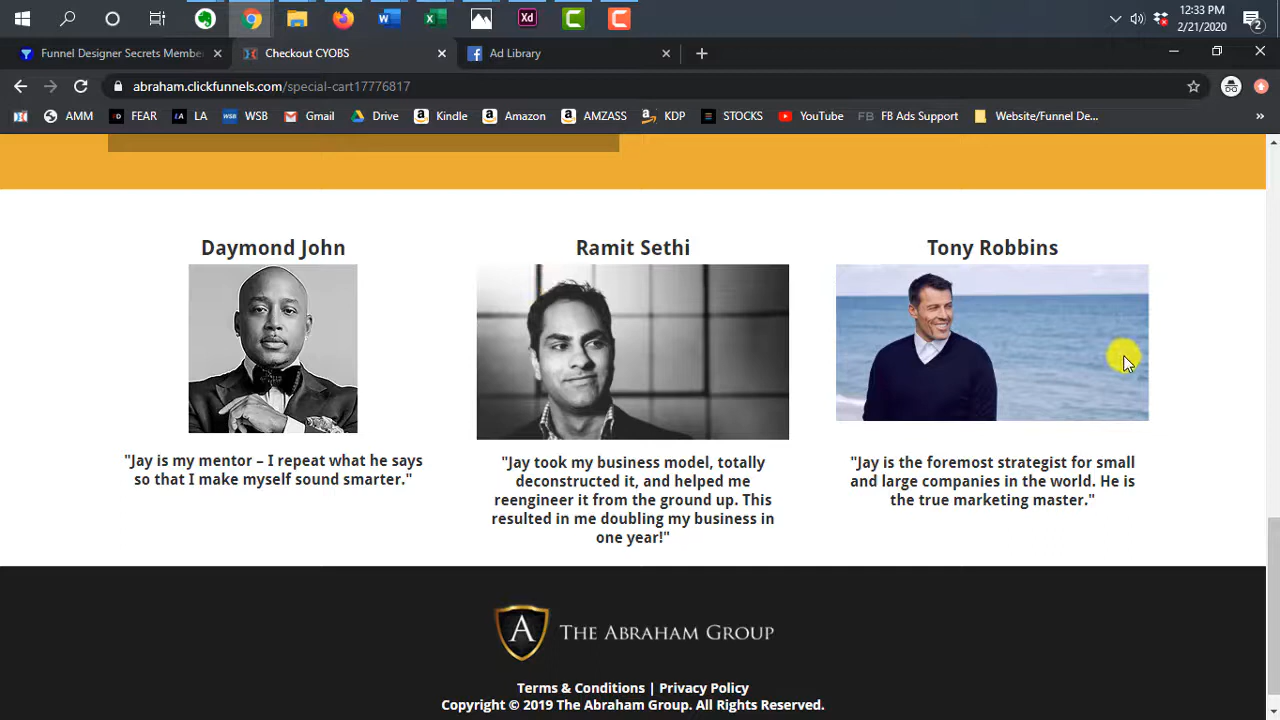 12:33 PM
2/21/2020
2
Funnel Designer Secrets Membe
Checkout CYOBS
Ad Library
abraham.clickfunnels.com/special-cart17776817
AMM
FEAR
LA
WSB
WSB
Gmail
Drive
Kindle
Amazon
AMZASS
KDP
STOCKS
YouTube
FB
FB Ads Support
Website/Funnel De...
Daymond John
"Jay is my mentor – I repeat what he says
so that I make myself sound smarter."
Ramit Sethi
"Jay took my business model, totally
deconstructed it, and helped me
reengineer it from the ground up. This
resulted in me doubling my business in
one year!"
Tony Robbins
"Jay is the foremost strategist for small
and large companies in the world. He is
the true marketing master."
A The Abraham Group
Terms & Conditions | Privacy Policy
Copyright © 2019 The Abraham Group. All Rights Reserved.